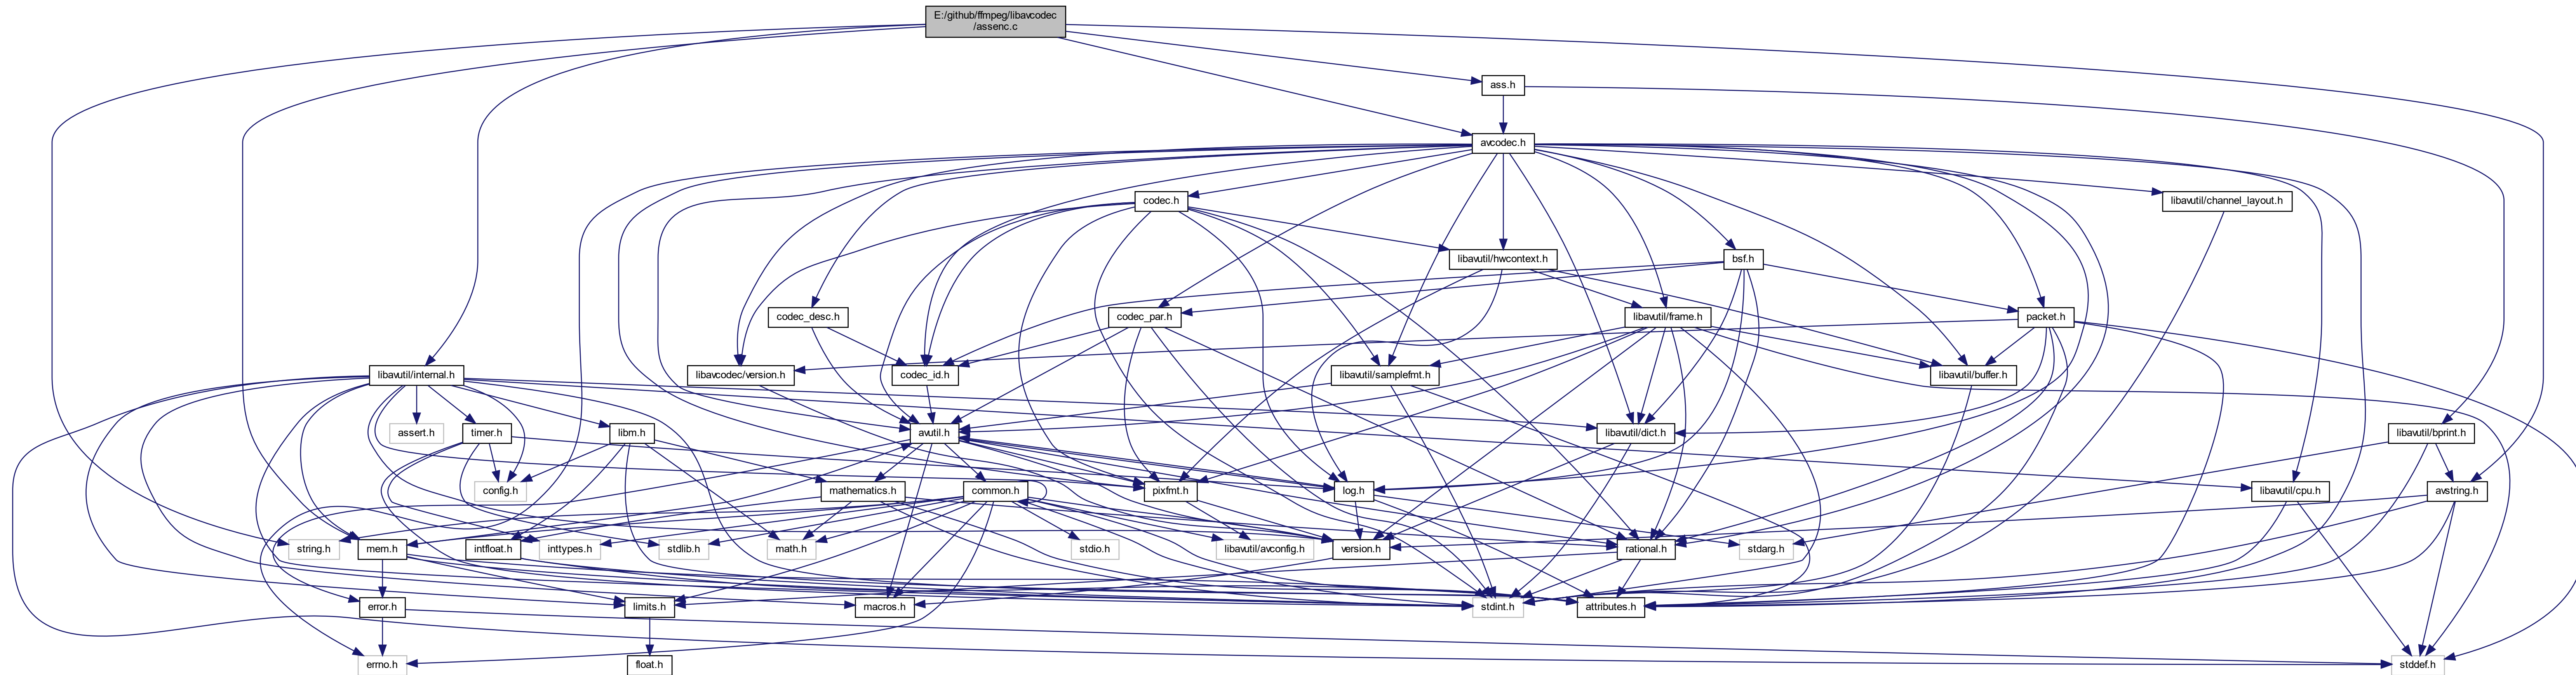 E:/github/ffmpeg/libavcodec
/assenc.c
ass.h
avcodec.h
codec.h
libavutil/channel_layout.h
libavutil/hwcontext.h
bsf.h
codec_desc.h
codec_par.h
libavutil/frame.h
packet.h
libavutil/internal.h
libavcodec/version.h
codec_id.h
libavutil/samplefmt.h
libavutil/buffer.h
assert.h
timer.h
libm.h
avutil.h
libavutil/dict.h
libavutil/bprint.h
config.h
mathematics.h
common.h
pixfmt.h
log.h
libavutil/cpu.h
avstring.h
string.h
mem.h
intfloat.h
inttypes.h
stdlib.h
math.h
stdio.h
libavutil/avconfig.h
version.h
rational.h
stdarg.h
error.h
limits.h
macros.h
stdint.h
attributes.h
errno.h
float.h
stddef.h